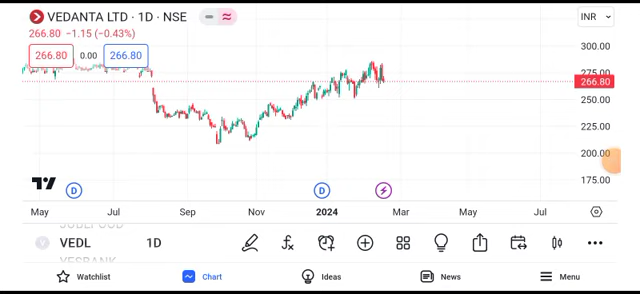 VEDANTA LTD · 1D · NSE
INR
266.80 −1.15 (−0.43%)
266.80 0.00 266.80
300.00
275.00
266.80
250.00
225.00
200.00
175.00
D D
May Jul Sep Nov 2024 Mar May Jul
V VEDL 1D
YESBANK
Watchlist Chart Ideas News Menu